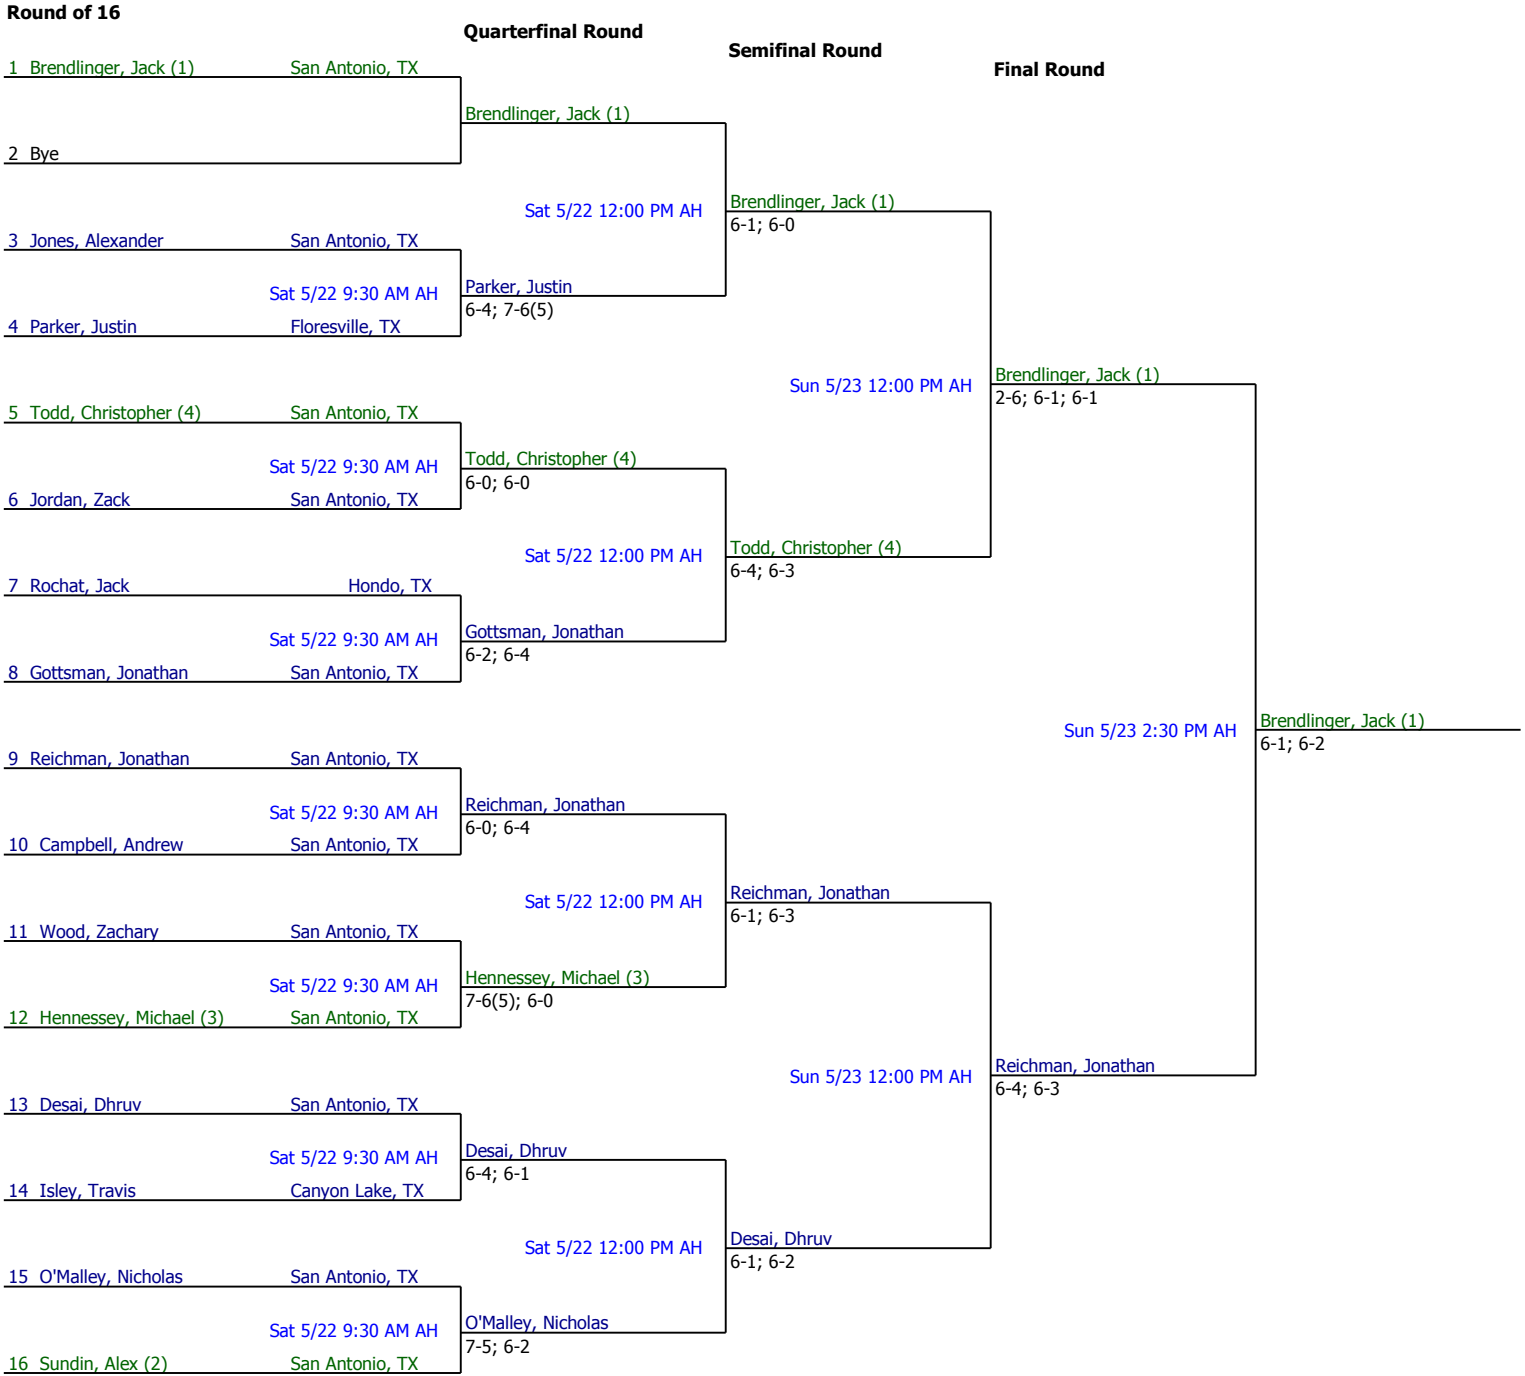 Round of 16
Quarterfinal Round
Semifinal Round
Final Round
1 Brendlinger, Jack (1) San Antonio, TX
Brendlinger, Jack (1)
2 Bye
Sat 5/22 12:00 PM AH
Brendlinger, Jack (1)
6-1; 6-0
3 Jones, Alexander San Antonio, TX
Sat 5/22 9:30 AM AH
Parker, Justin
6-4; 7-6(5)
4 Parker, Justin Floresville, TX
Sun 5/23 12:00 PM AH
Brendlinger, Jack (1)
2-6; 6-1; 6-1
5 Todd, Christopher (4) San Antonio, TX
Sat 5/22 9:30 AM AH
Todd, Christopher (4)
6-0; 6-0
6 Jordan, Zack San Antonio, TX
Sat 5/22 12:00 PM AH
Todd, Christopher (4)
6-4; 6-3
7 Rochat, Jack Hondo, TX
Sat 5/22 9:30 AM AH
Gottsman, Jonathan
6-2; 6-4
8 Gottsman, Jonathan San Antonio, TX
Sun 5/23 2:30 PM AH
Brendlinger, Jack (1)
6-1; 6-2
9 Reichman, Jonathan San Antonio, TX
Sat 5/22 9:30 AM AH
Reichman, Jonathan
6-0; 6-4
10 Campbell, Andrew San Antonio, TX
Sat 5/22 12:00 PM AH
Reichman, Jonathan
6-1; 6-3
11 Wood, Zachary San Antonio, TX
Sat 5/22 9:30 AM AH
Hennessey, Michael (3)
7-6(5); 6-0
12 Hennessey, Michael (3) San Antonio, TX
Sun 5/23 12:00 PM AH
Reichman, Jonathan
6-4; 6-3
13 Desai, Dhruv San Antonio, TX
Sat 5/22 9:30 AM AH
Desai, Dhruv
6-4; 6-1
14 Isley, Travis Canyon Lake, TX
Sat 5/22 12:00 PM AH
Desai, Dhruv
6-1; 6-2
15 O'Malley, Nicholas San Antonio, TX
Sat 5/22 9:30 AM AH
O'Malley, Nicholas
7-5; 6-2
16 Sundin, Alex (2) San Antonio, TX